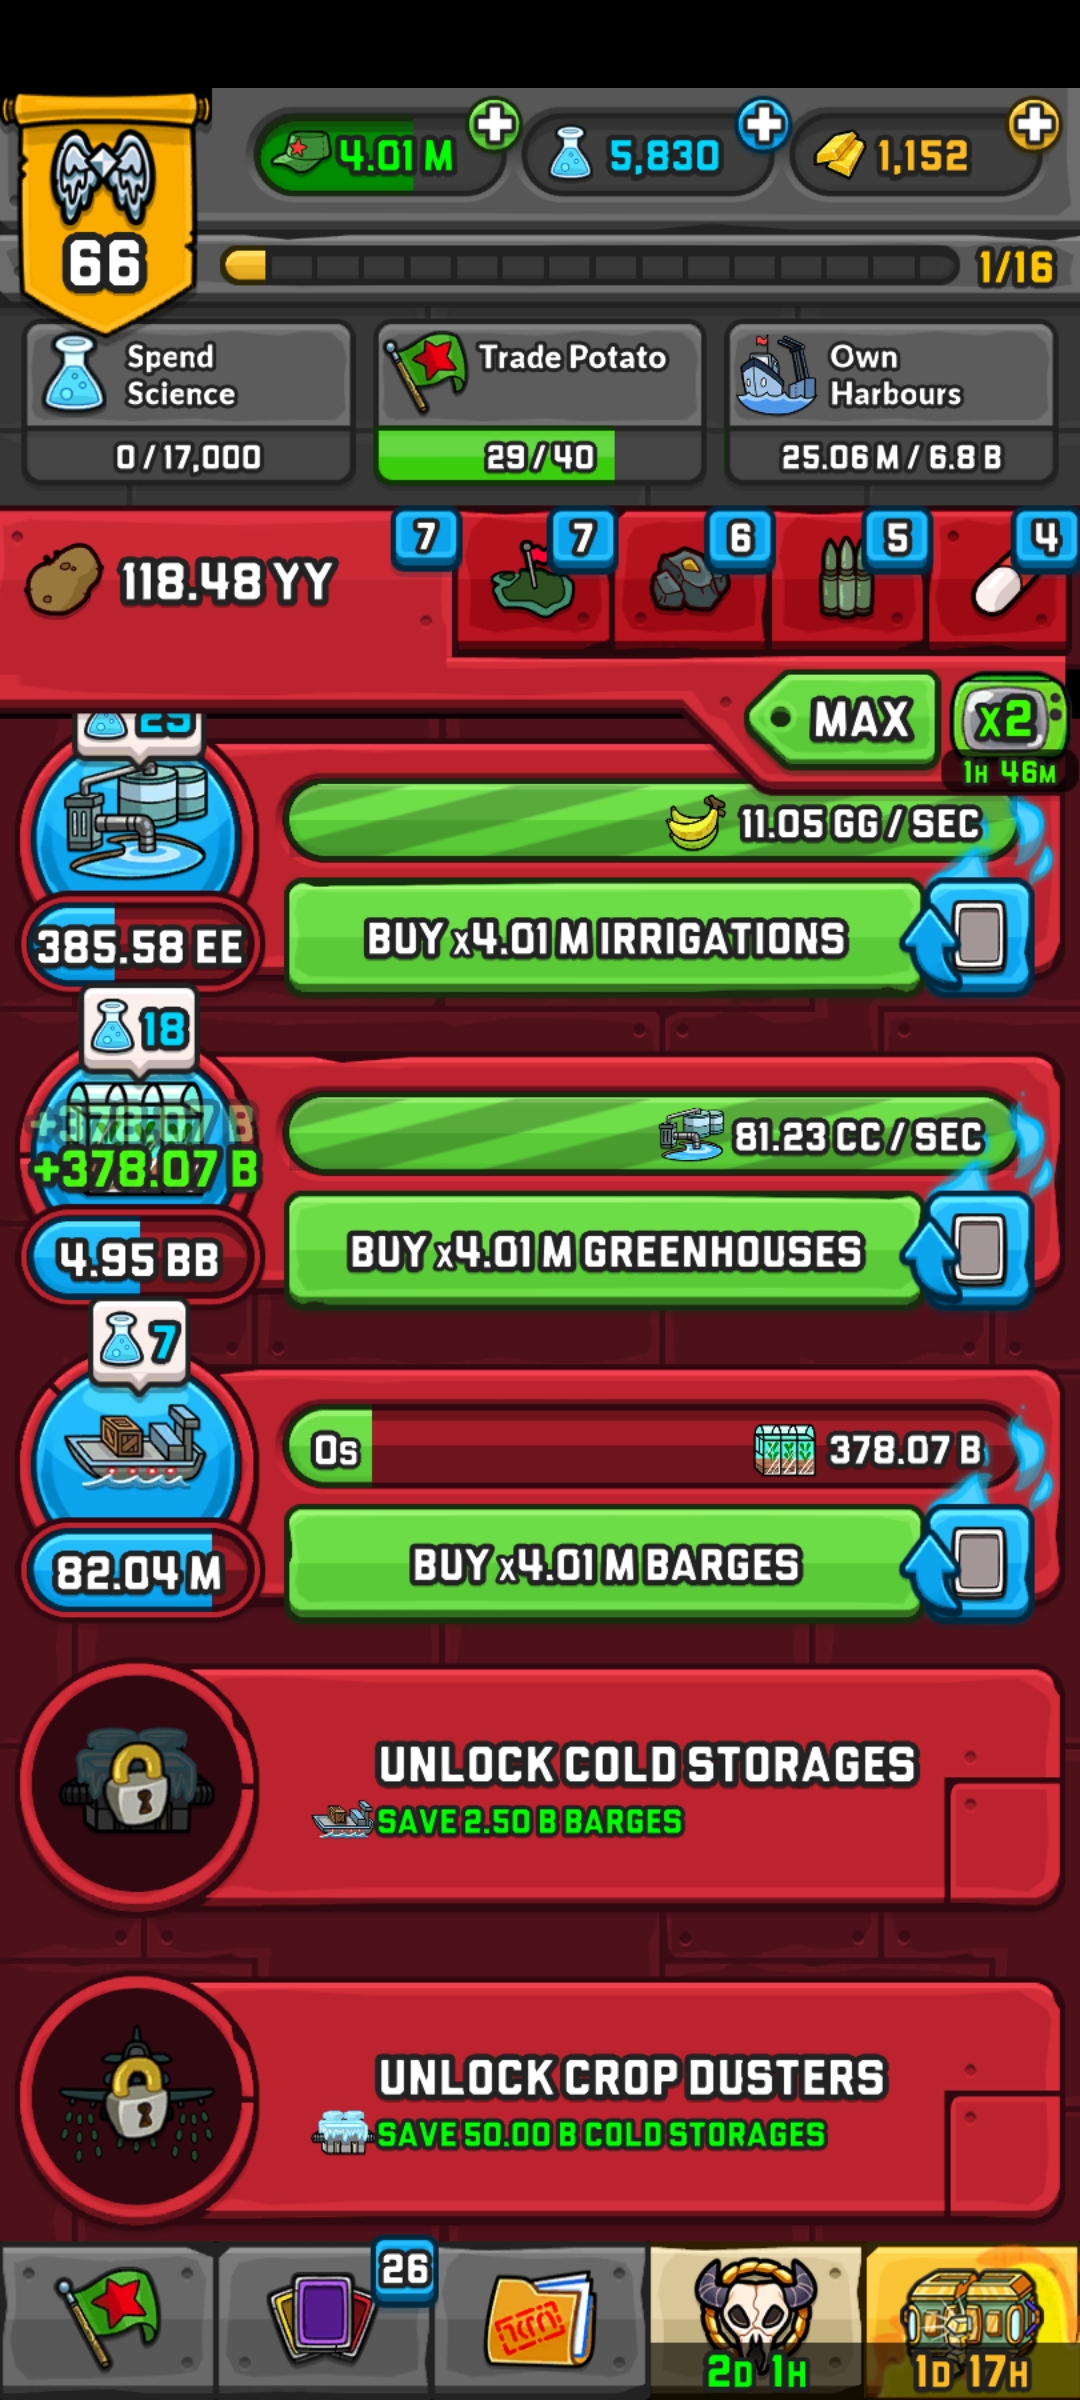 4.01 M
5,830
1,152
66
1/16
Spend Science
0 / 17,000
Trade Potato
29 / 40
Own Harbours
25.06 M / 6.8 B
118.48 YY
7
7
6
5
4
MAX
x2
1H 46M
25
11.05 GG / SEC
385.58 EE
BUY x4.01 M IRRIGATIONS
18
+378.07 B
+378.07 B
81.23 CC / SEC
4.95 BB
BUY x4.01 M GREENHOUSES
7
0s
378.07 B
82.04 M
BUY x4.01 M BARGES
UNLOCK COLD STORAGES
SAVE 2.50 B BARGES
UNLOCK CROP DUSTERS
SAVE 50.00 B COLD STORAGES
26
2D 1H
1D 17H